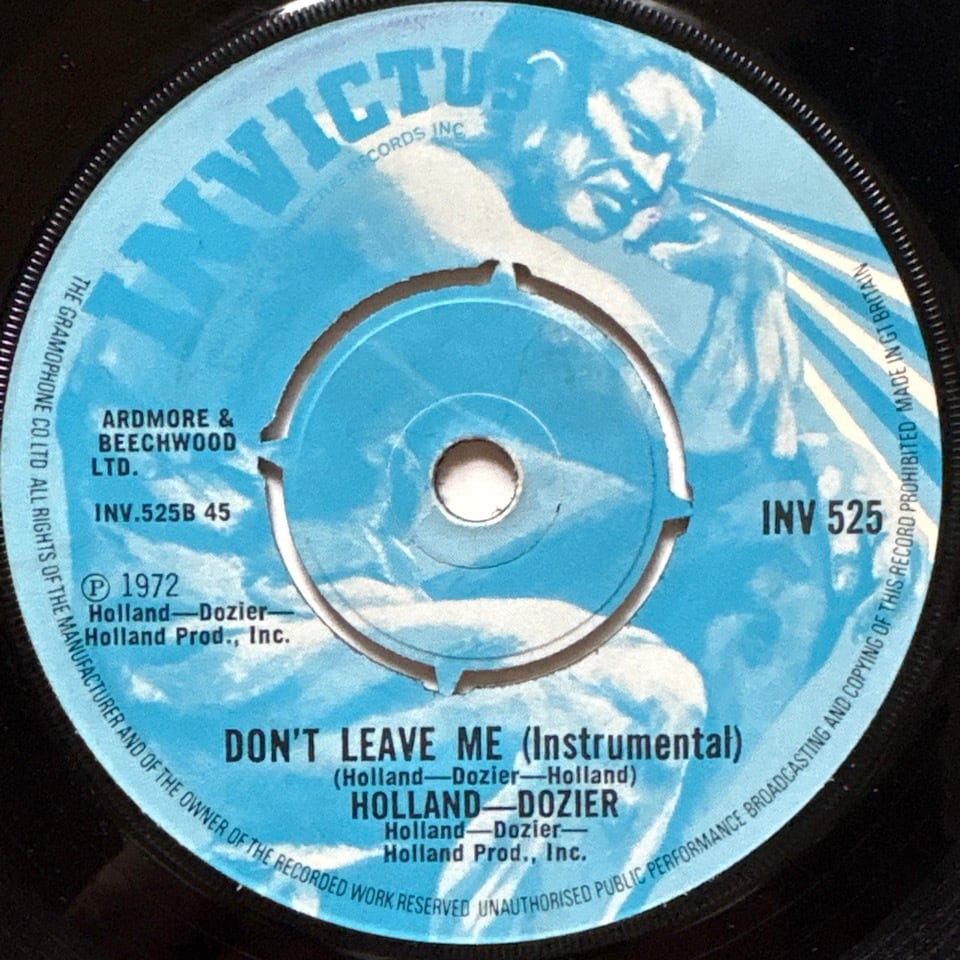 INVICTUS
RECORDS INC
ARDMORE &
BEECHWOOD
LTD.
INV.525B 45
Ⓟ 1972
Holland—Dozier—
Holland Prod., Inc.
INV 525
DON'T LEAVE ME (Instrumental)
(Holland—Dozier—Holland)
HOLLAND—DOZIER
Holland—Dozier—
Holland Prod., Inc.
THE GRAMOPHONE CO.LTD ALL RIGHTS OF THE MANUFACTURER AND OF THE OWNER OF THE RECORDED WORK RESERVED UNAUTHORISED PUBLIC PERFORMANCE BROADCASTING AND COPYING OF THIS RECORD PROHIBITED MADE IN GT BRITAIN